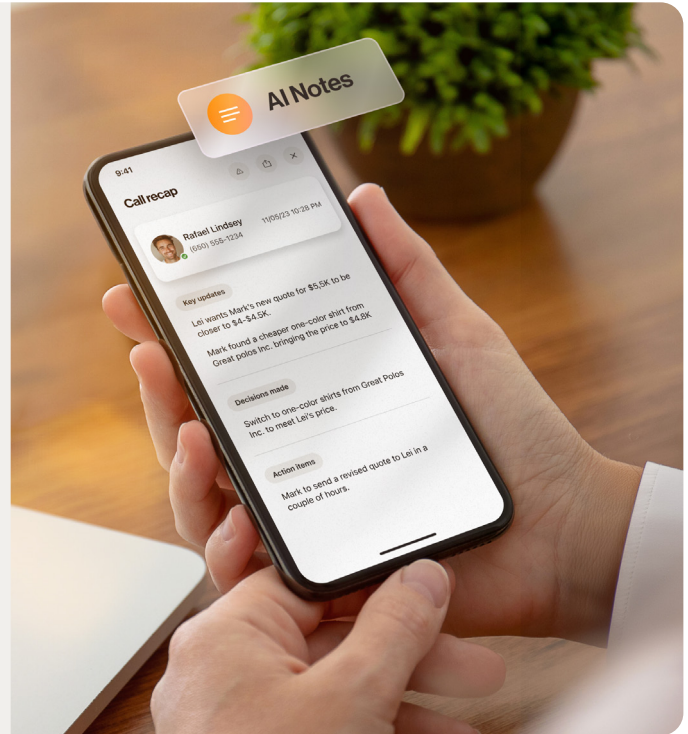 AI Notes
9:41
Call recap
Rafael Lindsey
(650) 555-1234
11/05/23 10:28 PM
Key updates
Lei wants Mark's new quote for $5,5K to be
closer to $4-$4.5K.
Mark found a cheaper one-color shirt from
Great polos Inc. bringing the price to $4.8K
Decisions made
Switch to one-color shirts from Great Polos
Inc. to meet Lei's price.
Action items
Mark to send a revised quote to Lei in a
couple of hours.